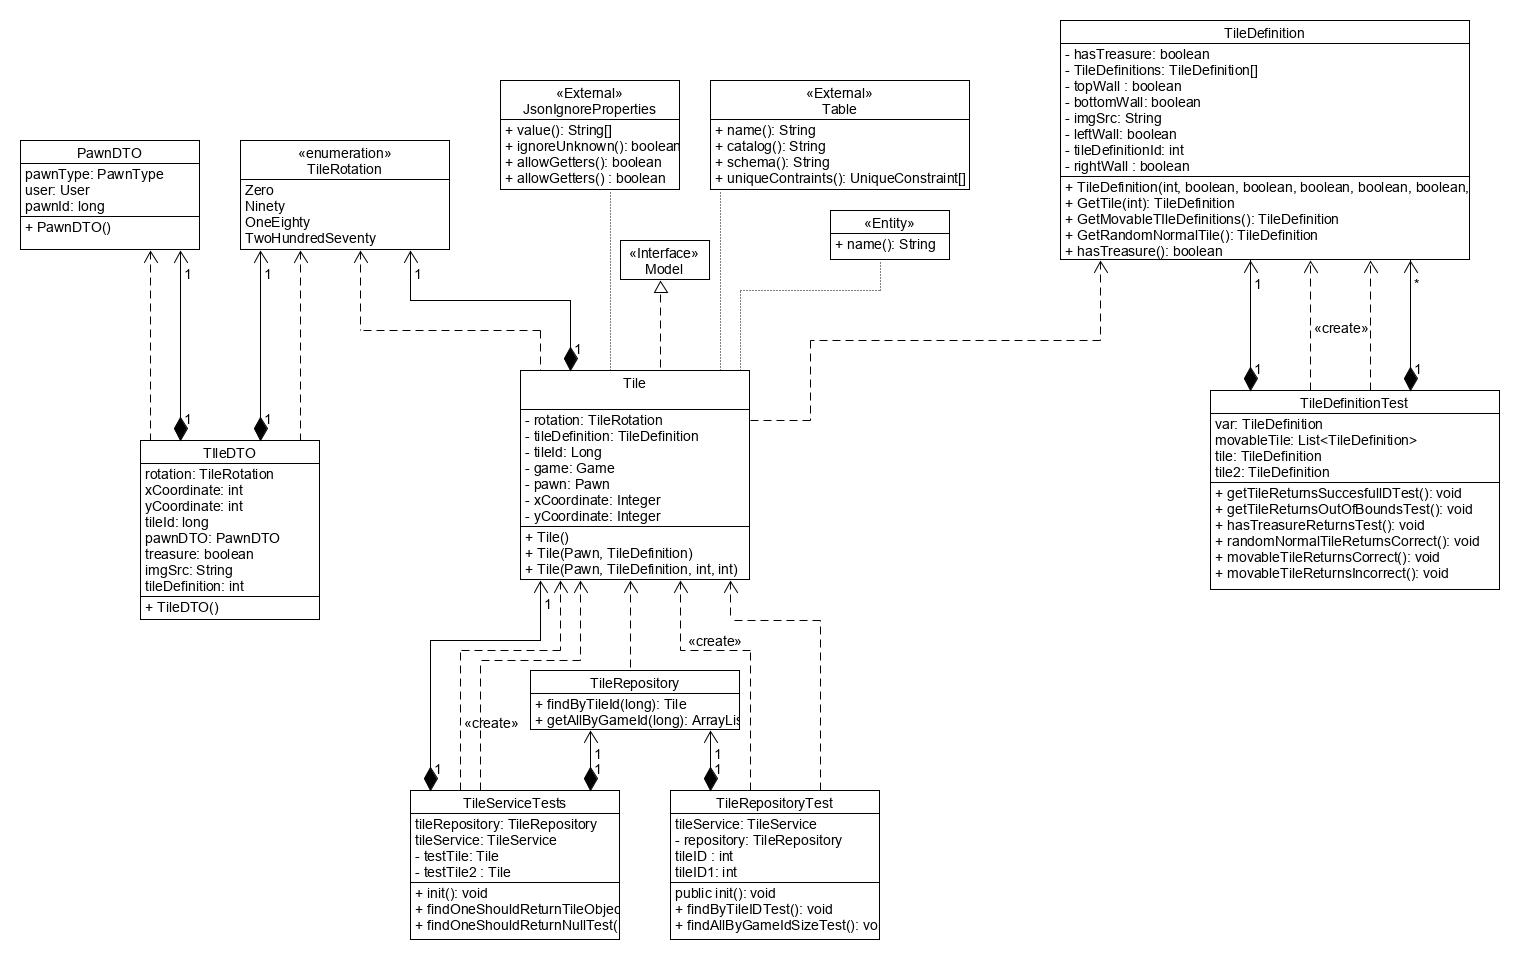 TileDefinition
- hasTreasure: boolean
- TileDefinitions: TileDefinition[]
- topWall : boolean
- bottomWall: boolean
- imgSrc: String
- leftWall: boolean
- tileDefinitionId: int
- rightWall : boolean
+ TileDefinition(int, boolean, boolean, boolean, boolean, boolean,
+ GetTile(int): TileDefinition
+ GetMovableTIleDefinitions(): TileDefinition
+ GetRandomNormalTile(): TileDefinition
+ hasTreasure(): boolean
«External»
JsonIgnoreProperties
+ value(): String[]
+ ignoreUnknown(): boolean
+ allowGetters(): boolean
+ allowGetters() : boolean
«External»
Table
+ name(): String
+ catalog(): String
+ schema(): String
+ uniqueContraints(): UniqueConstraint[]
PawnDTO
pawnType: PawnType
user: User
pawnId: long
+ PawnDTO()
«enumeration»
TileRotation
Zero
Ninety
OneEighty
TwoHundredSeventy
«Entity»
+ name(): String
«Interface»
Model
1
1
1
1
*
«create»
1
1
1
1
1
Tile
- rotation: TileRotation
- tileDefinition: TileDefinition
- tileId: Long
- game: Game
- pawn: Pawn
- xCoordinate: Integer
- yCoordinate: Integer
+ Tile()
+ Tile(Pawn, TileDefinition)
+ Tile(Pawn, TileDefinition, int, int)
TileDefinitionTest
var: TileDefinition
movableTile: List<TileDefinition>
tile: TileDefinition
tile2: TileDefinition
+ getTileReturnsSuccesfullDTest(): void
+ getTileReturnsOutOfBoundsTest(): void
+ hasTreasureReturnsTest(): void
+ randomNormalTileReturnsCorrect(): void
+ movableTileReturnsCorrect(): void
+ movableTileReturnsIncorrect(): void
TIleDTO
rotation: TileRotation
xCoordinate: int
yCoordinate: int
tileId: long
pawnDTO: PawnDTO
treasure: boolean
imgSrc: String
tileDefinition: int
+ TileDTO()
1
«create»
TileRepository
+ findByTileId(long): Tile
+ getAllByGameId(long): ArrayLis
«create»
1
1
1
1
1
TileServiceTests
tileRepository: TileRepository
tileService: TileService
- testTile: Tile
- testTile2 : Tile
+ init(): void
+ findOneShouldReturnTileObjec
+ findOneShouldReturnNullTest(
TileRepositoryTest
tileService: TileService
- repository: TileRepository
tileID : int
tileID1: int
public init(): void
+ findByTileIDTest(): void
+ findAllByGameIdSizeTest(): vo